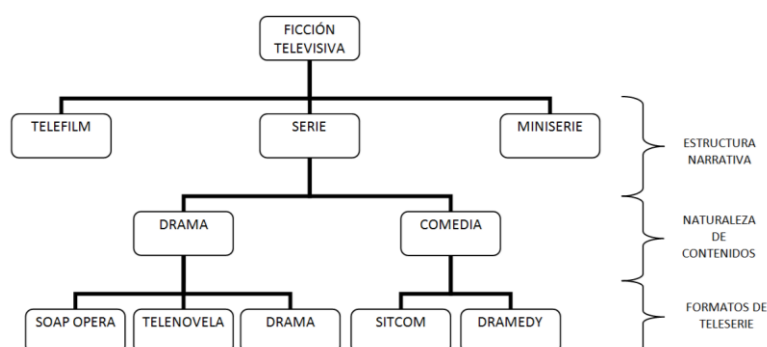 FICCIÓN
TELEVISIVA
TELEFILM
SERIE
MINISERIE
ESTRUCTURA
NARRATIVA
DRAMA
COMEDIA
NATURALEZA
DE
CONTENIDOS
SOAP OPERA
TELENOVELA
DRAMA
SITCOM
DRAMEDY
FORMATOS DE
TELESERIE